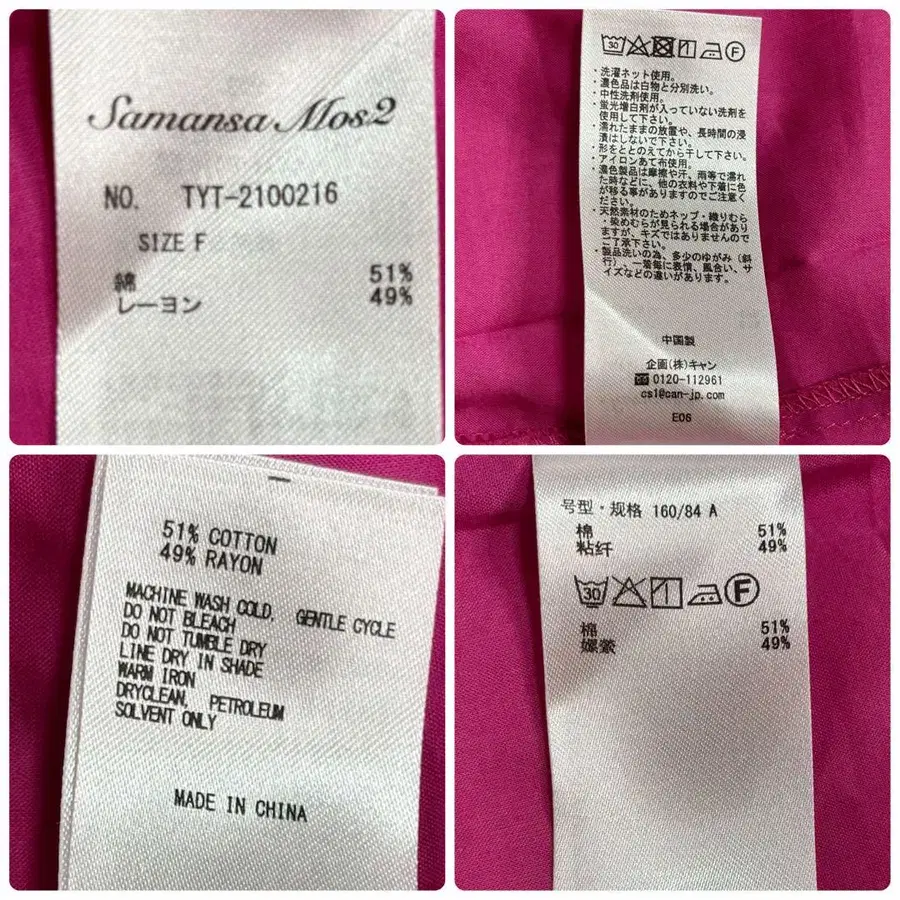 Samansa Mos2
NO. TYT-2100216
SIZE F
綿 51%
レーヨン 49%
30 F
・洗濯ネット使用。
・濃色品は白物と分別洗い。
・中性洗剤使用。
・蛍光増白剤が入っていない洗剤を
使用して下さい。
・濡れたままの放置や、長時間の浸
漬はしないで下さい。
・形をととのえてから干して下さい。
・アイロンあて布使用。
・濃色製品は摩擦や汗、雨等で濡れ
た時などに、他の衣料や下着に色
が移る事がありますのでご注意く
ださい。
・天然素材のためネップ・織りむら
・染めむらが見られる場合があり
ますが、キズではありませんので
ご了承下さい。
・製品洗いの為、多少のゆがみ（斜
行）、一着毎に表情、風合い、サ
イズなどの違いがあります。
中国製
企画(株)キャン
☎0120-112961
cs1@can-jp.com
E06
51% COTTON
49% RAYON
MACHINE WASH COLD, GENTLE CYCLE
DO NOT BLEACH
DO NOT TUMBLE DRY
LINE DRY IN SHADE
WARM IRON
DRYCLEAN, PETROLEUM
SOLVENT ONLY
MADE IN CHINA
号型・规格 160/84 A
棉 51%
粘纤 49%
30 F
棉 51%
嫘縈 49%